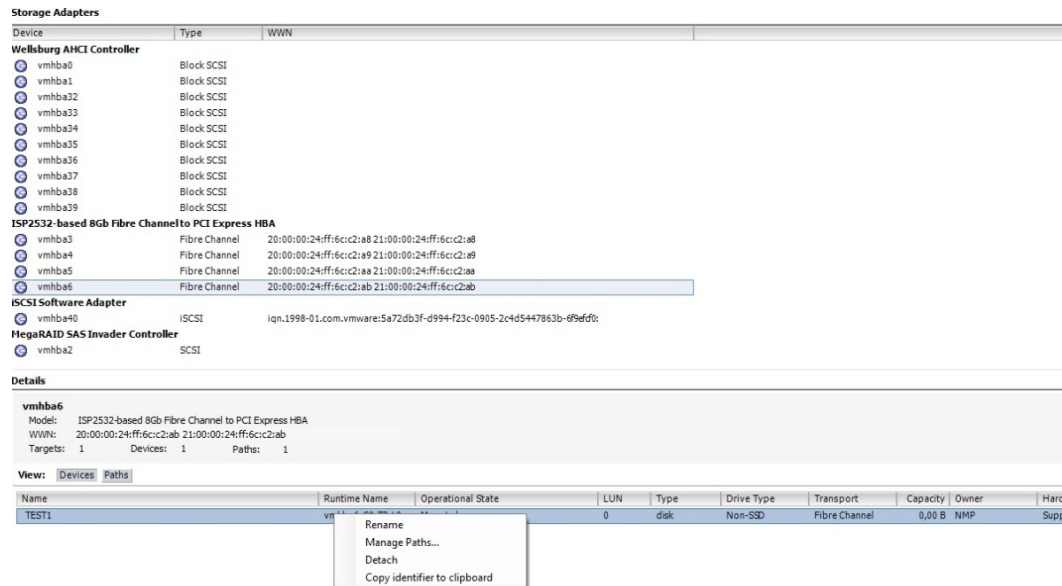 Storage Adapters
Device Type WWN
Wellsburg AHCI Controller
vmhba0 Block SCSI
vmhba1 Block SCSI
vmhba32 Block SCSI
vmhba33 Block SCSI
vmhba34 Block SCSI
vmhba35 Block SCSI
vmhba36 Block SCSI
vmhba37 Block SCSI
vmhba38 Block SCSI
vmhba39 Block SCSI
ISP2532-based 8Gb Fibre Channel to PCI Express HBA
vmhba3 Fibre Channel 20:00:00:24:ff:6c:c2:a8 21:00:00:24:ff:6c:c2:a8
vmhba4 Fibre Channel 20:00:00:24:ff:6c:c2:a9 21:00:00:24:ff:6c:c2:a9
vmhba5 Fibre Channel 20:00:00:24:ff:6c:c2:aa 21:00:00:24:ff:6c:c2:aa
vmhba6 Fibre Channel 20:00:00:24:ff:6c:c2:ab 21:00:00:24:ff:6c:c2:ab
iSCSI Software Adapter
vmhba40 iSCSI iqn.1998-01.com.vmware:5a72db3f-d994-f23c-0905-2c4d5447863b-6f9efdf0:
MegaRAID SAS Invader Controller
vmhba2 SCSI
Details
vmhba6
Model: ISP2532-based 8Gb Fibre Channel to PCI Express HBA
WWN: 20:00:00:24:ff:6c:c2:ab 21:00:00:24:ff:6c:c2:ab
Targets: 1 Devices: 1 Paths: 1
View: Devices Paths
Name Runtime Name Operational State LUN Type Drive Type Transport Capacity Owner Hard
TEST1 0 disk Non-SSD Fibre Channel 0,00 B NMP Supp
Rename
Manage Paths...
Detach
Copy identifier to clipboard